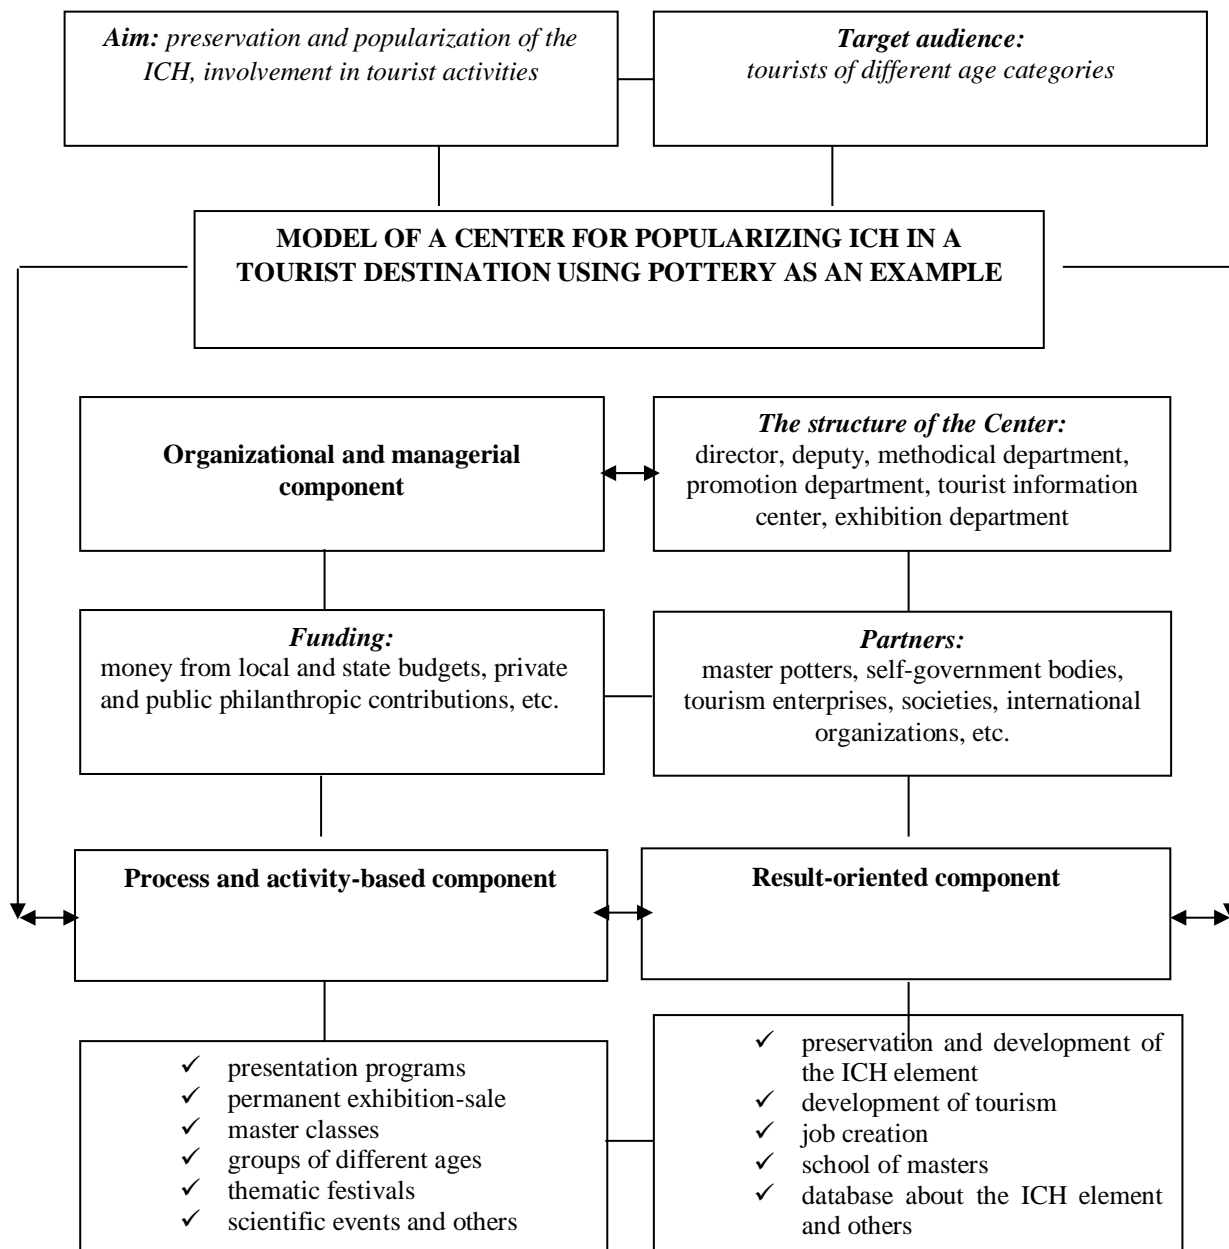 Aim: preservation and popularization of the
ICH, involvement in tourist activities
Target audience:
tourists of different age categories
MODEL OF A CENTER FOR POPULARIZING ICH IN A
TOURIST DESTINATION USING POTTERY AS AN EXAMPLE
Organizational and managerial
component
The structure of the Center:
director, deputy, methodical department,
promotion department, tourist information
center, exhibition department
Funding:
money from local and state budgets, private
and public philanthropic contributions, etc.
Partners:
master potters, self-government bodies,
tourism enterprises, societies, international
organizations, etc.
Process and activity-based component
Result-oriented component
✓ presentation programs
✓ permanent exhibition-sale
✓ master classes
✓ groups of different ages
✓ thematic festivals
✓ scientific events and others
✓ preservation and development of
the ICH element
✓ development of tourism
✓ job creation
✓ school of masters
✓ database about the ICH element
and others